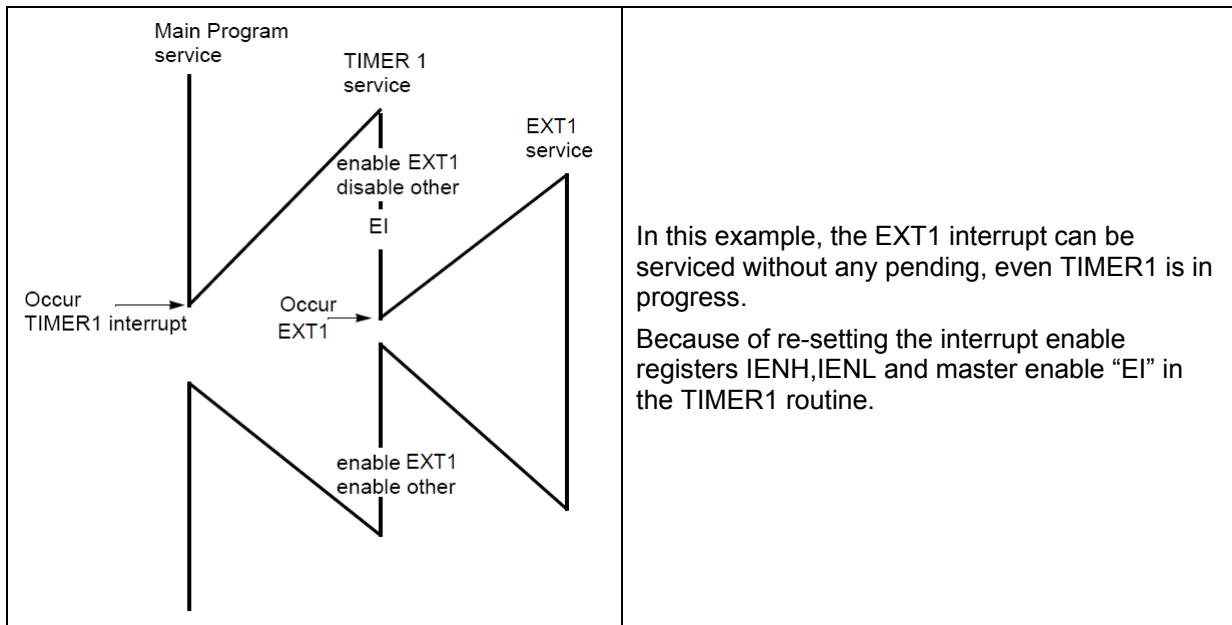 Main Program
service
TIMER 1
service
EXT1
service
enable EXT1
disable other
EI
Occur
TIMER1 interrupt
Occur
EXT1
enable EXT1
enable other
In this example, the EXT1 interrupt can be
serviced without any pending, even TIMER1 is in
progress.
Because of re-setting the interrupt enable
registers IENH,IENL and master enable “EI” in
the TIMER1 routine.